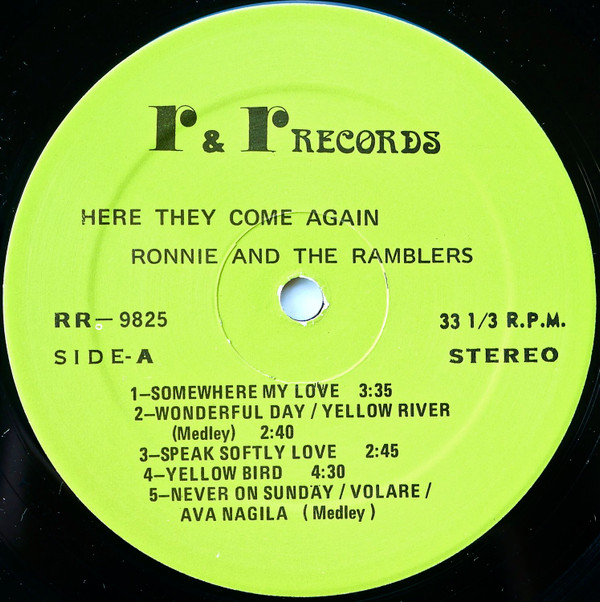 r & r RECORDS
HERE THEY COME AGAIN
RONNIE AND THE RAMBLERS
RR-9825
33 1/3 R.P.M.
SIDE-A
STEREO
1-SOMEWHERE MY LOVE 3:35
2-WONDERFUL DAY / YELLOW RIVER
(Medley) 2:40
3-SPEAK SOFTLY LOVE 2:45
4-YELLOW BIRD 4:30
5-NEVER ON SUNDAY / VOLARE /
AVA NAGILA (Medley)